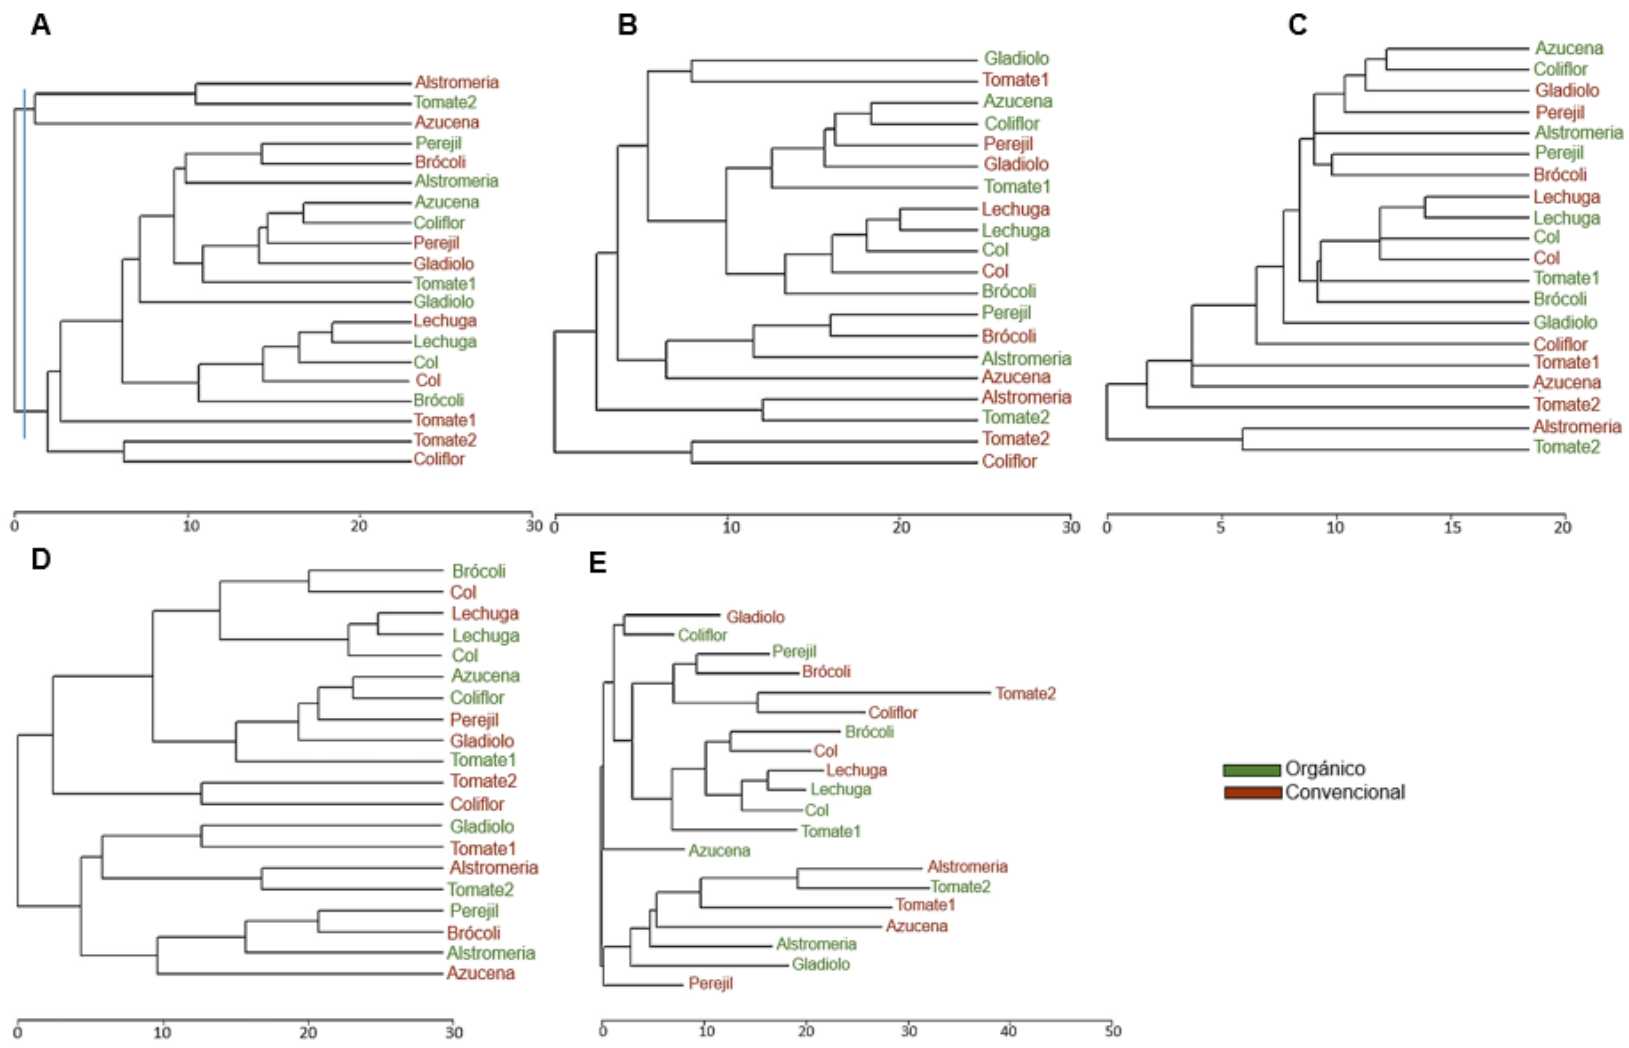 A
Alstromeria
Tomate2
Azucena
Perejil
Brócoli
Alstromeria
Azucena
Coliflor
Perejil
Gladiolo
Tomate1
Gladiolo
Lechuga
Lechuga
Col
Col
Brócoli
Tomate1
Tomate2
Coliflor
0 10 20 30
B
Gladiolo
Tomate1
Azucena
Coliflor
Perejil
Gladiolo
Tomate1
Lechuga
Lechuga
Col
Col
Brócoli
Perejil
Brócoli
Alstromeria
Azucena
Alstromeria
Tomate2
Tomate2
Coliflor
0 10 20 30
C
Azucena
Coliflor
Gladiolo
Perejil
Alstromeria
Perejil
Brócoli
Lechuga
Lechuga
Col
Col
Tomate1
Brócoli
Gladiolo
Coliflor
Tomate1
Azucena
Tomate2
Alstromeria
Tomate2
0 5 10 15 20
D
Brócoli
Col
Lechuga
Lechuga
Col
Azucena
Coliflor
Perejil
Gladiolo
Tomate1
Tomate2
Coliflor
Gladiolo
Tomate1
Alstromeria
Tomate2
Perejil
Brócoli
Alstromeria
Azucena
0 10 20 30
E
Gladiolo
Coliflor
Perejil
Brócoli
Tomate2
Coliflor
Brócoli
Col
Lechuga
Lechuga
Col
Tomate1
Azucena
Alstromeria
Tomate2
Tomate1
Azucena
Alstromeria
Gladiolo
Perejil
0 10 20 30 40 50
Orgánico
Convencional